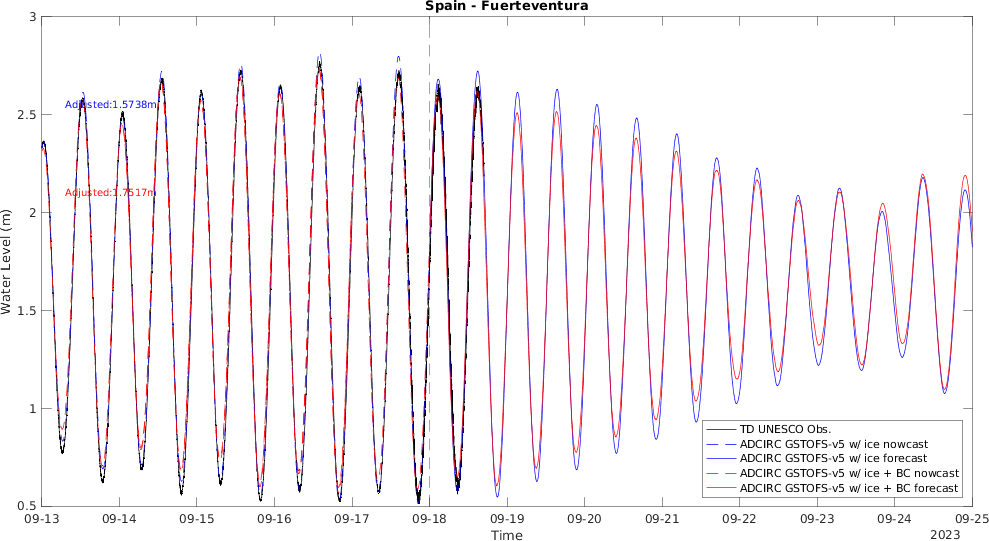 Spain - Fuerteventura
3
2.5
2
1.5
1
0.5
Water Level (m)
Adjusted:1.5738m
Adjusted:1.7517m
TD UNESCO Obs.
ADCIRC GSTOFS-v5 w/ ice nowcast
ADCIRC GSTOFS-v5 w/ ice forecast
ADCIRC GSTOFS-v5 w/ ice + BC nowcast
ADCIRC GSTOFS-v5 w/ ice + BC forecast
09-13 09-14 09-15 09-16 09-17 09-18 09-19 09-20 09-21 09-22 09-23 09-24 09-25
Time
2023